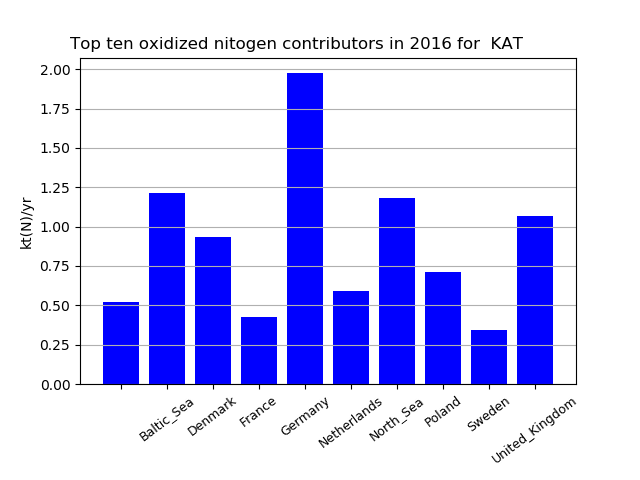 Top ten oxidized nitogen contributors in 2016 for  KAT
2.00
1.75
1.50
1.25
1.00
0.75
0.50
0.25
0.00
kt(N)/yr
Baltic_Sea
Denmark
France
Germany
Netherlands
North_Sea
Poland
Sweden
United_Kingdom